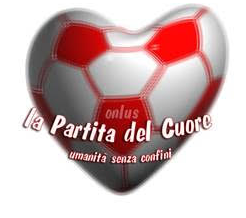 onlus
la Partita del Cuore
umanità senza confini